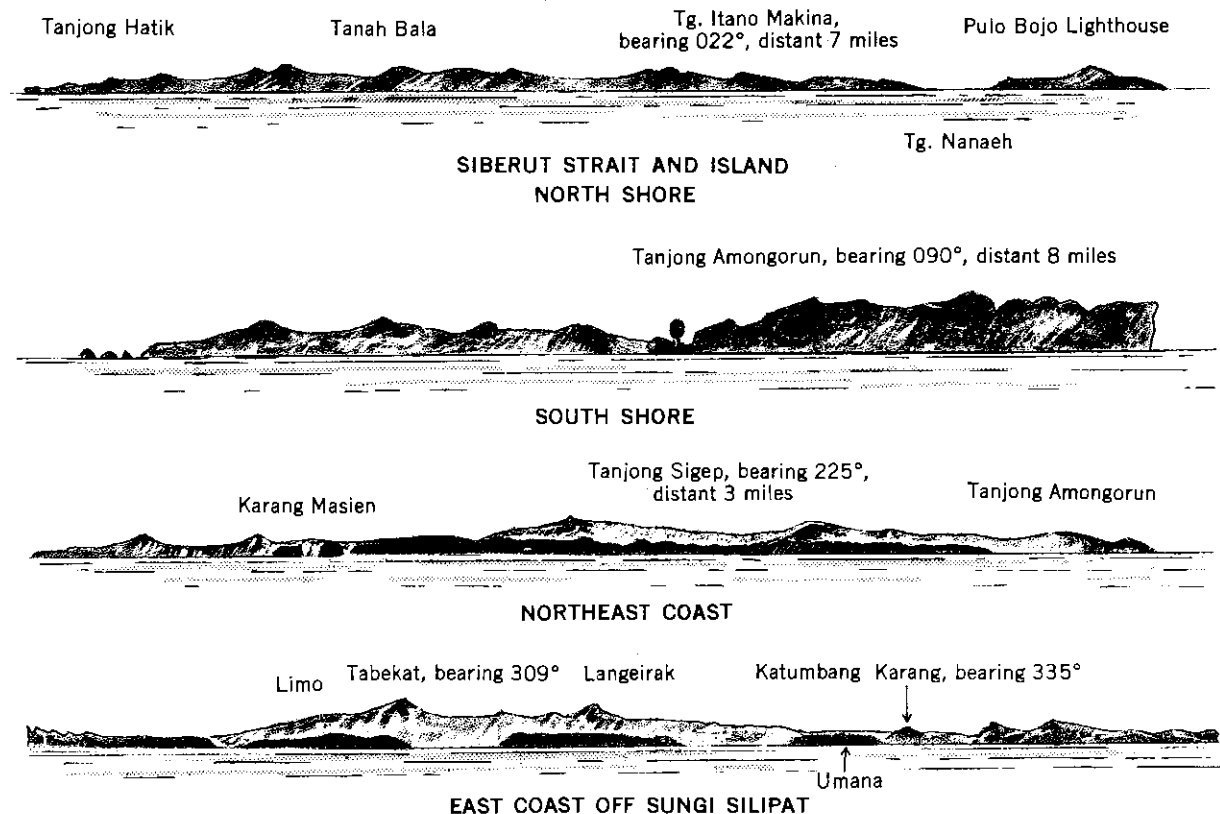 Tanjong Hatik
Tanah Bala
Tg. Itano Makina,
bearing 022°, distant 7 miles
Pulo Bojo Lighthouse
Tg. Nanaeh
SIBERUT STRAIT AND ISLAND
NORTH SHORE
Tanjong Amongorun, bearing 090°, distant 8 miles
SOUTH SHORE
Karang Masien
Tanjong Sigep, bearing 225°,
distant 3 miles
Tanjong Amongorun
NORTHEAST COAST
Limo
Tabekat, bearing 309°
Langeirak
Katumbang
Karang, bearing 335°
Umana
EAST COAST OFF SUNGI SILIPAT